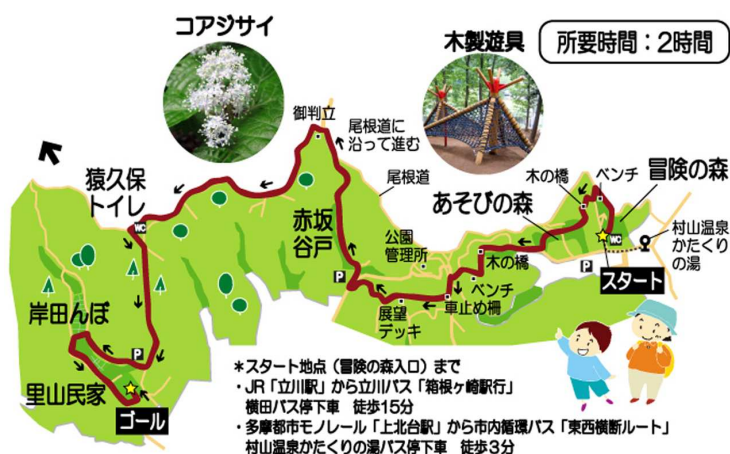 コアジサイ
木製遊具
所要時間：2時間
御判立
尾根道に
沿って進む
尾根道
猿久保
トイレ
WC
赤坂
谷戸
公園
管理所
あそびの森
木の橋
ベンチ
冒険の森
WC
村山温泉
かたくり
の湯
スタート
P
P
木の橋
ベンチ
車止め柵
展望
デッキ
岸田んぼ
P
里山民家
ゴール
＊スタート地点（冒険の森入口）まで
・JR「立川駅」から立川バス「箱根ヶ崎駅行」
横田バス停下車　徒歩15分
・多摩都市モノレール「上北台駅」から市内循環バス「東西横断ルート」
村山温泉かたくりの湯バス停下車　徒歩3分